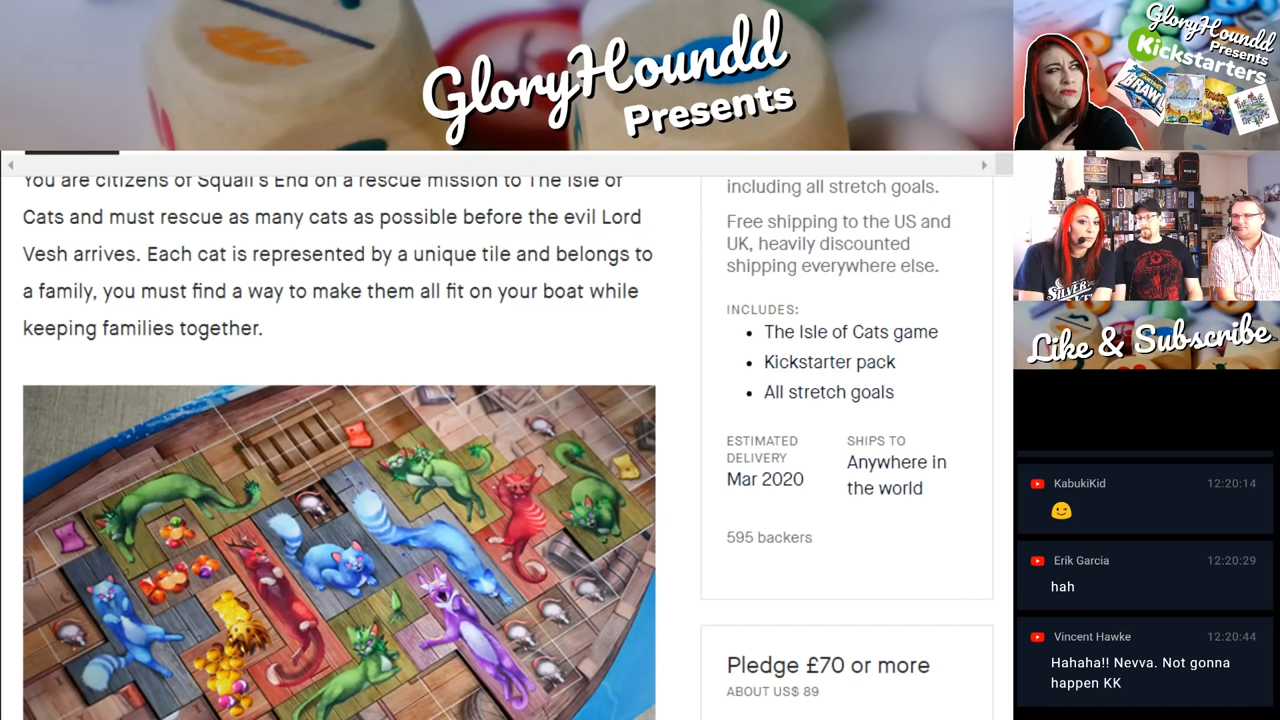 GloryHoundd
Presents
You are citizens of Squall's End on a rescue mission to The Isle of
Cats and must rescue as many cats as possible before the evil Lord
Vesh arrives. Each cat is represented by a unique tile and belongs to
a family, you must find a way to make them all fit on your boat while
keeping families together.
including all stretch goals.
Free shipping to the US and
UK, heavily discounted
shipping everywhere else.
INCLUDES:
• The Isle of Cats game
• Kickstarter pack
• All stretch goals
ESTIMATED
DELIVERY
Mar 2020
SHIPS TO
Anywhere in
the world
595 backers
Pledge £70 or more
ABOUT US$ 89
GloryHoundd
Presents
Kickstarters
BRAWL
Like & Subscribe
KabukiKid 12:20:14
😉
Erik Garcia 12:20:29
hah
Vincent Hawke 12:20:44
Hahaha!! Nevva. Not gonna
happen KK